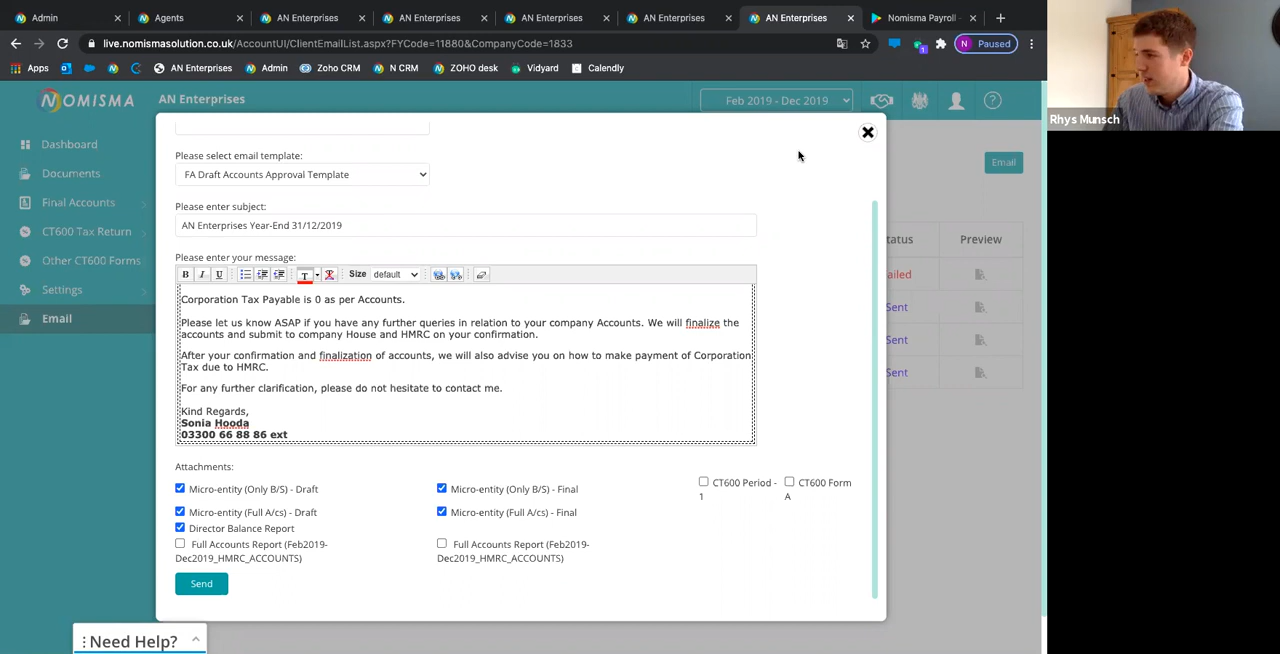 Admin
Agents
AN Enterprises
AN Enterprises
AN Enterprises
AN Enterprises
AN Enterprises
Nomisma Payroll
live.nomismasolution.co.uk/AccountUI/ClientEmailList.aspx?FYCode=11880&CompanyCode=1833
N Paused
Apps
AN Enterprises
Admin
Zoho CRM
N CRM
ZOHO desk
Vidyard
Calendly
NOMISMA
AN Enterprises
Feb 2019 - Dec 2019
Rhys Munsch
Dashboard
Documents
Final Accounts
CT600 Tax Return
Other CT600 Forms
Settings
Email
Please select email template:
FA Draft Accounts Approval Template
Please enter subject:
AN Enterprises Year-End 31/12/2019
Please enter your message:
B I U T Size default
Corporation Tax Payable is 0 as per Accounts.
Please let us know ASAP if you have any further queries in relation to your company Accounts. We will finalize the
accounts and submit to company House and HMRC on your confirmation.
After your confirmation and finalization of accounts, we will also advise you on how to make payment of Corporation
Tax due to HMRC.
For any further clarification, please do not hesitate to contact me.
Kind Regards,
Sonia Hooda
03300 66 88 86 ext
Attachments:
Micro-entity (Only B/S) - Draft
Micro-entity (Only B/S) - Final
CT600 Period -
1
CT600 Form
A
Micro-entity (Full A/cs) - Draft
Micro-entity (Full A/cs) - Final
Director Balance Report
Full Accounts Report (Feb2019-
Dec2019_HMRC_ACCOUNTS)
Full Accounts Report (Feb2019-
Dec2019_HMRC_ACCOUNTS)
Send
Email
Preview
Sent
Sent
Sent
Need Help?